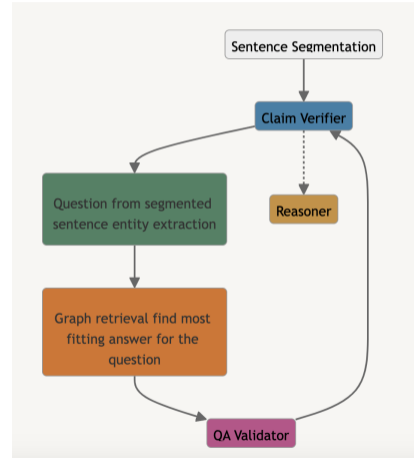 Sentence Segmentation
Claim Verifier
Question from segmented
sentence entity extraction
Reasoner
Graph retrieval find most
fitting answer for the
question
QA Validator